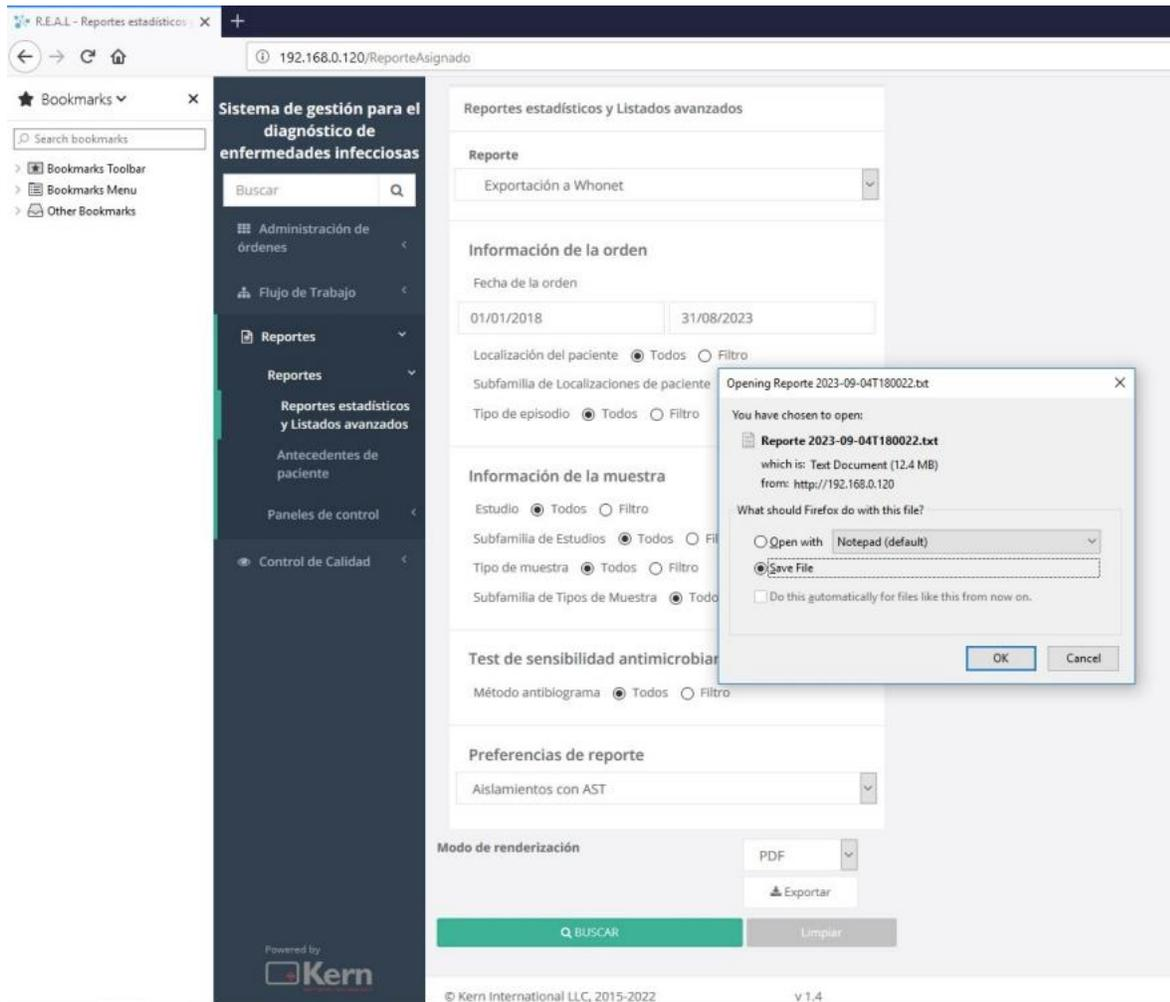 R.E.A.L - Reportes estadísticos
192.168.0.120/ReporteAsignado
Bookmarks
Search bookmarks
Bookmarks Toolbar
Bookmarks Menu
Other Bookmarks
Sistema de gestión para el
diagnóstico de
enfermedades infecciosas
Buscar
Administración de
órdenes
Flujo de Trabajo
Reportes
Reportes
Reportes estadísticos
y Listados avanzados
Antecedentes de
paciente
Paneles de control
Control de Calidad
Powered by
Kern
Reportes estadísticos y Listados avanzados
Reporte
Exportación a Whonet
Información de la orden
Fecha de la orden
01/01/2018 31/08/2023
Localización del paciente Todos Filtro
Subfamilia de Localizaciones de paciente
Tipo de episodio Todos Filtro
Información de la muestra
Estudio Todos Filtro
Subfamilia de Estudios Todos Fil
Tipo de muestra Todos Filtro
Subfamilia de Tipos de Muestra Todo
Test de sensibilidad antimicrobian
Método antibiograma Todos Filtro
Preferencias de reporte
Aislamientos con AST
Modo de renderización PDF
Exportar
BUSCAR Limpiar
© Kern International LLC, 2015-2022 v 1.4
Opening Reporte 2023-09-04T180022.txt
You have chosen to open:
Reporte 2023-09-04T180022.txt
which is: Text Document (12.4 MB)
from: http://192.168.0.120
What should Firefox do with this file?
Open with Notepad (default)
Save File
Do this automatically for files like this from now on.
OK Cancel